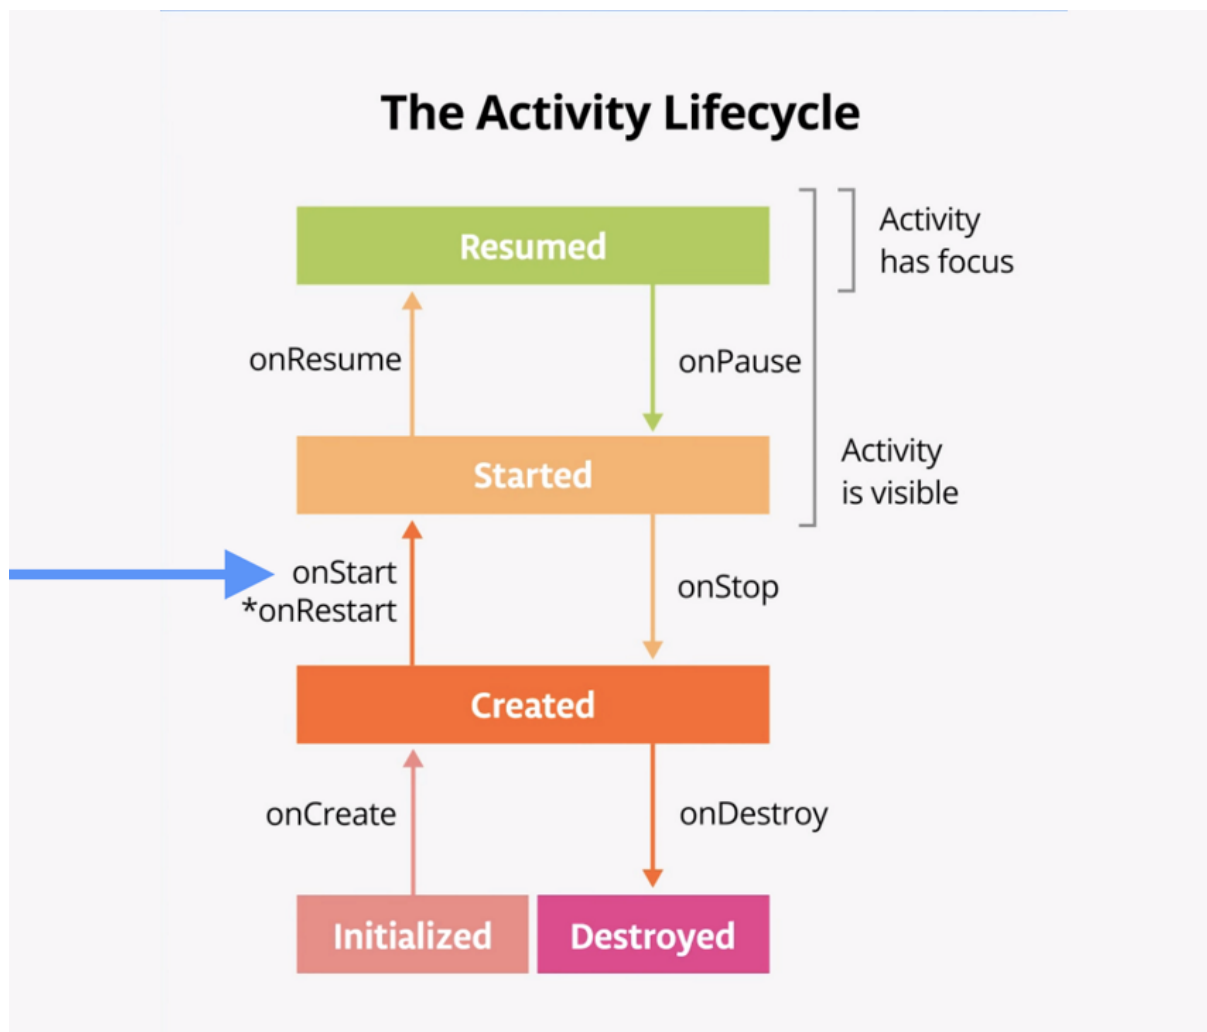 The Activity Lifecycle
Resumed
Activity
has focus
onResume
onPause
Started
Activity
is visible
onStart
*onRestart
onStop
Created
onCreate
onDestroy
Initialized
Destroyed